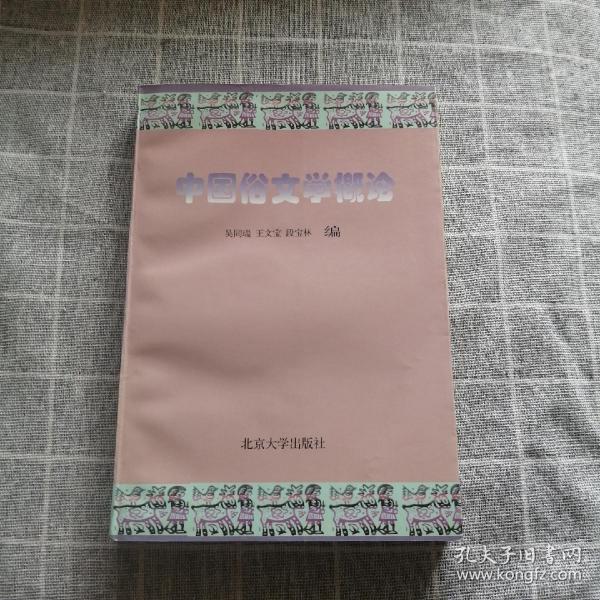 中国俗文学概论
吴同瑞 王文宝 段宝林 编
北京大学出版社
孔夫子旧书网
www.kongfz.com